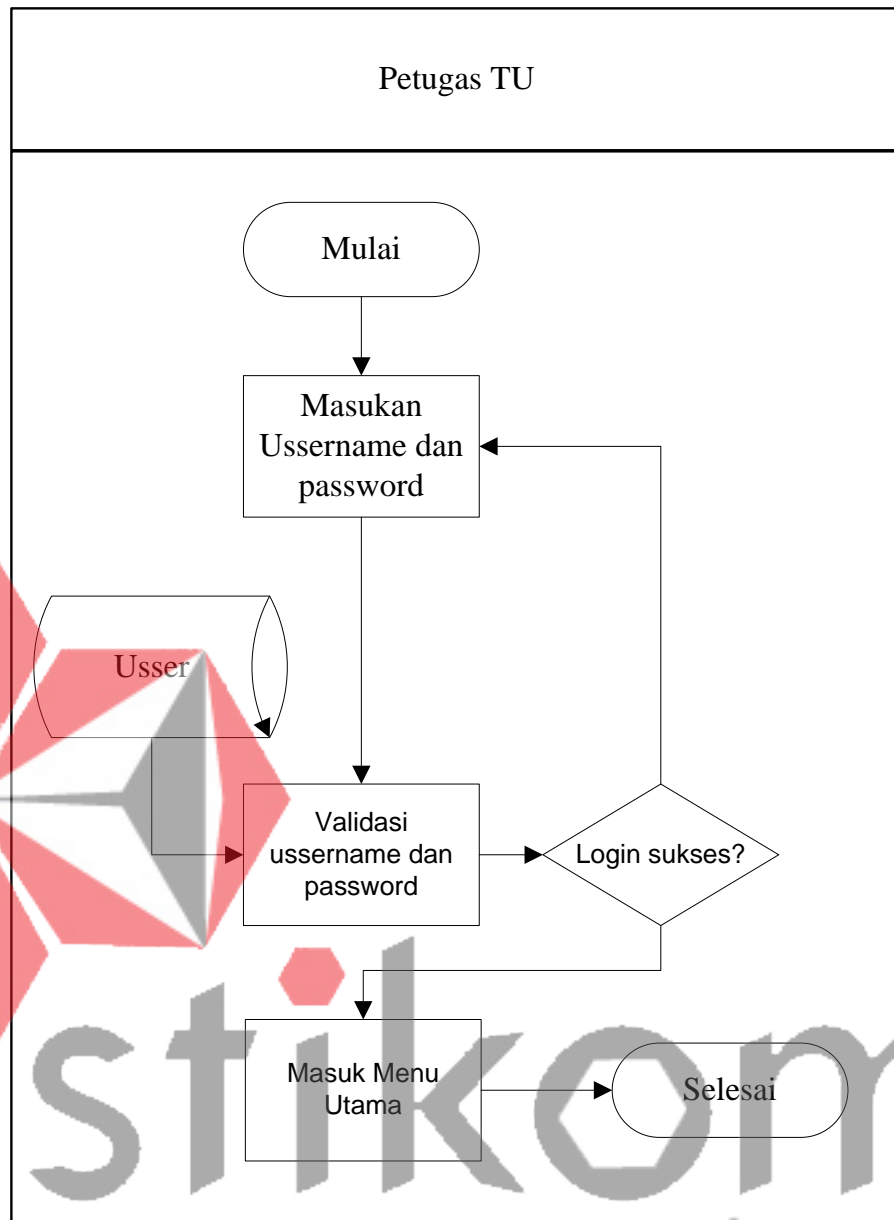 Petugas TU
Mulai
Masukan
Ussername dan
password
Usser
Validasi
ussername dan
password
Login sukses?
Masuk Menu
Utama
Selesai
stikom